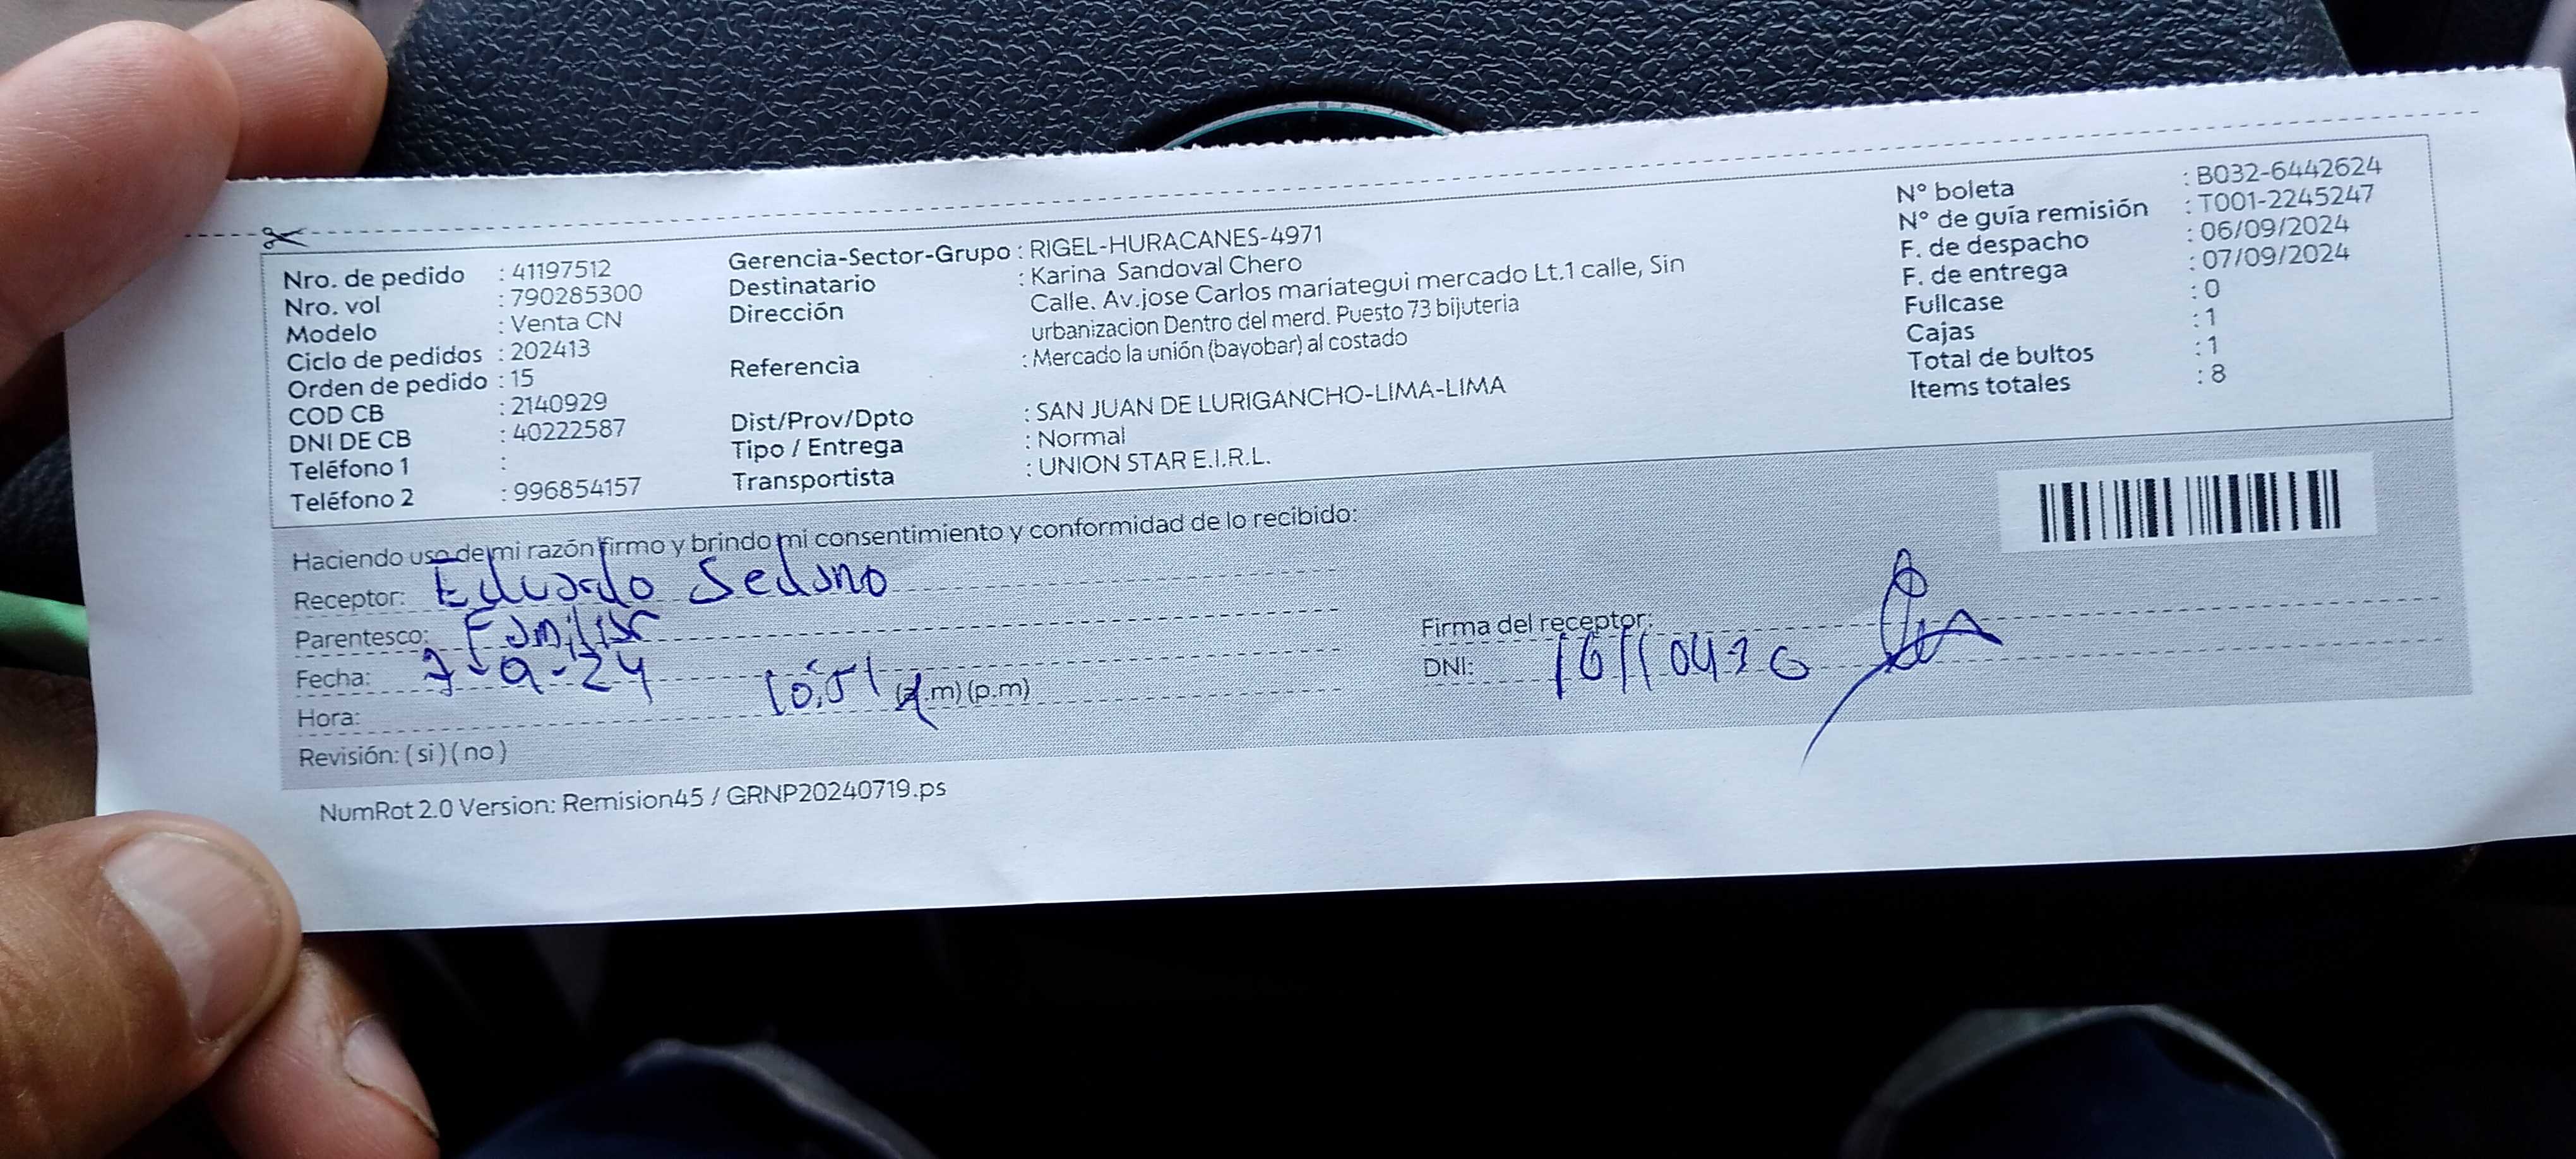 Nro. de pedido : 41197512
Nro. vol : 790285300
Modelo : Venta CN
Ciclo de pedidos : 202413
Orden de pedido : 15
COD CB : 2140929
DNI DE CB : 40222587
Teléfono 1 :
Teléfono 2 : 996854157
Gerencia-Sector-Grupo : RIGEL-HURACANES-4971
Destinatario : Karina Sandoval Chero
Dirección Calle. Av.jose Carlos mariategui mercado Lt.1 calle, Sin
urbanizacion Dentro del merd. Puesto 73 bijuteria
Referencia : Mercado la unión (bayobar) al costado
Dist/Prov/Dpto : SAN JUAN DE LURIGANCHO-LIMA-LIMA
Tipo / Entrega : Normal
Transportista : UNION STAR E.I.R.L.
N° boleta : B032-6442624
N° de guía remisión : T001-2245247
F. de despacho : 06/09/2024
F. de entrega : 07/09/2024
Fullcase : 0
Cajas : 1
Total de bultos : 1
Items totales : 8
Haciendo uso de mi razón firmo y brindo mi consentimiento y conformidad de lo recibido:
Receptor: Eduardo Sedano
Parentesco: Familiar
Fecha: 7-9-24
Hora: 10:51 (a.m) (p.m)
Revisión: ( si ) ( no )
Firma del receptor:
DNI:
NumRot 2.0 Version: Remision45 / GRNP20240719.ps